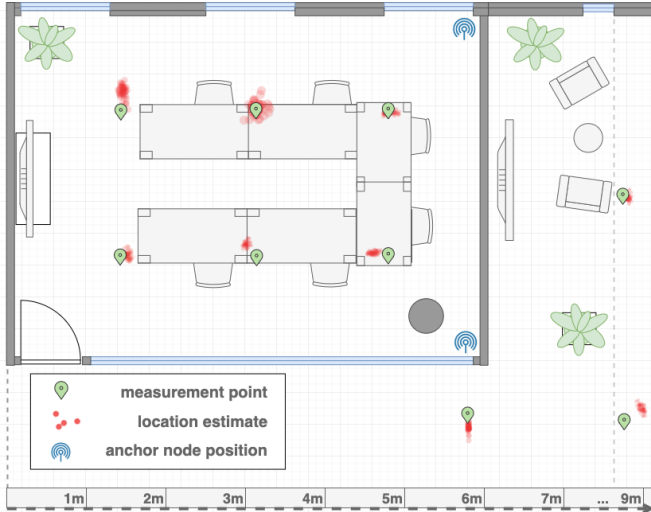 measurement point
location estimate
anchor node position
1m 2m 3m 4m 5m 6m 7m ... 9m